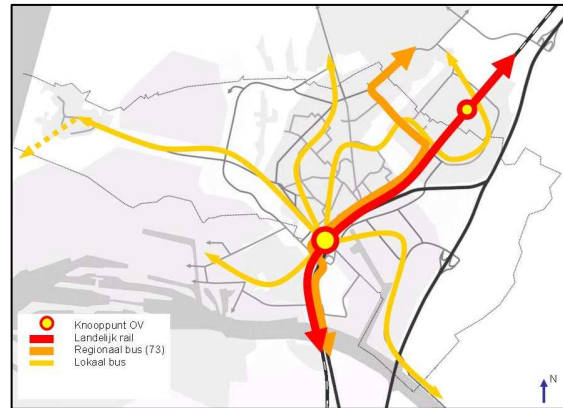 N
Knooppunt OV
Landelijk rail
Regionaal bus (73)
Lokaal bus